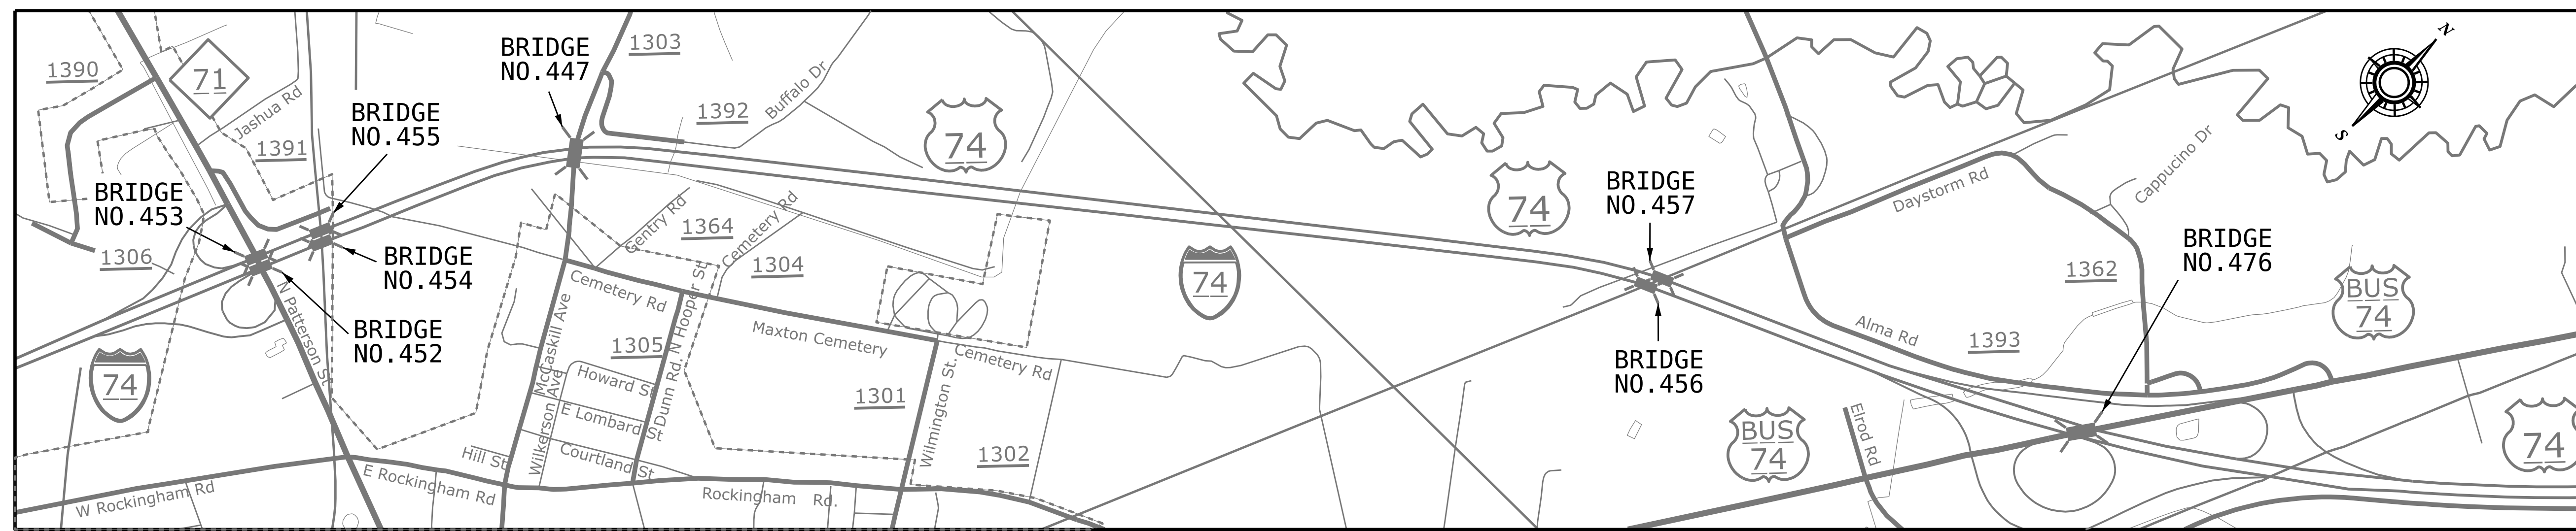 1390
71
Jashua Rd
1391
BRIDGE
NO.455
BRIDGE
NO.447
1303
1392
Buffalo Dr
74
BRIDGE
NO.453
1306
BRIDGE
NO.454
BRIDGE
NO.452
N Patterson St
74
W Rockingham Rd
E Rockingham Rd
Gentry Rd
1364
Cemetery Rd
1304
Cemetery Rd
McCaskill Ave
N Hooper St
Dunn Rd.
1305
Howard St
E Lombard St
Courtland St
Wilkerson Ave
Hill St
Maxton Cemetery
1301
Wilmington St.
Cemetery Rd
1302
Rockingham Rd.
74
74
BRIDGE
NO.457
BRIDGE
NO.456
Daystorm Rd
Cappucino Dr
N
S
1362
Alma Rd
1393
BRIDGE
NO.476
BUS
74
BUS
74
Elrod Rd
74